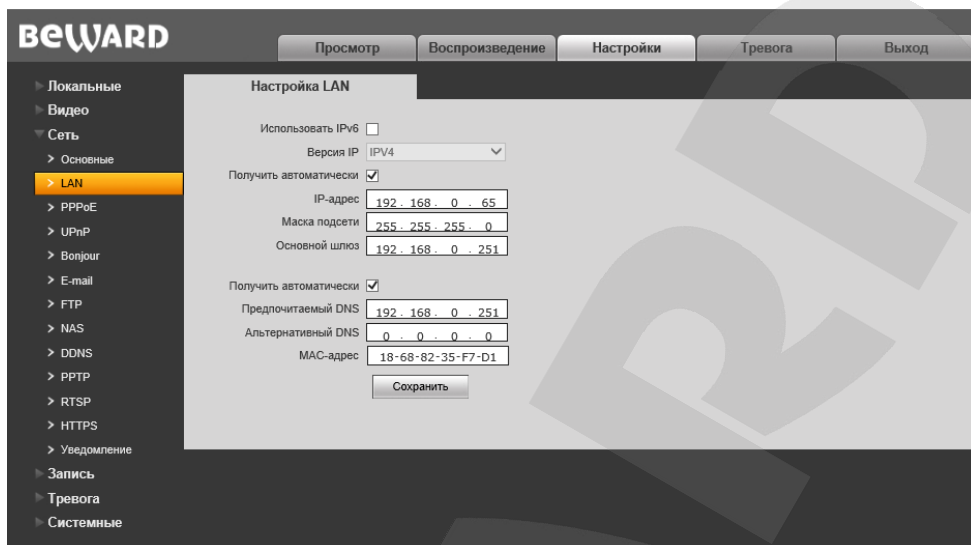 BEWARD
Просмотр Воспроизведение Настройки Тревога Выход
Локальные
Видео
Сеть
Основные
LAN
PPPoE
UPnP
Bonjour
E-mail
FTP
NAS
DDNS
PPTP
RTSP
HTTPS
Уведомление
Запись
Тревога
Системные
Настройка LAN
Использовать IPv6
Версия IP IPV4
Получить автоматически
IP-адрес 192 . 168 . 0 . 65
Маска подсети 255 . 255 . 255 . 0
Основной шлюз 192 . 168 . 0 . 251
Получить автоматически
Предпочитаемый DNS 192 . 168 . 0 . 251
Альтернативный DNS 0 . 0 . 0 . 0
MAC-адрес 18-68-82-35-F7-D1
Сохранить